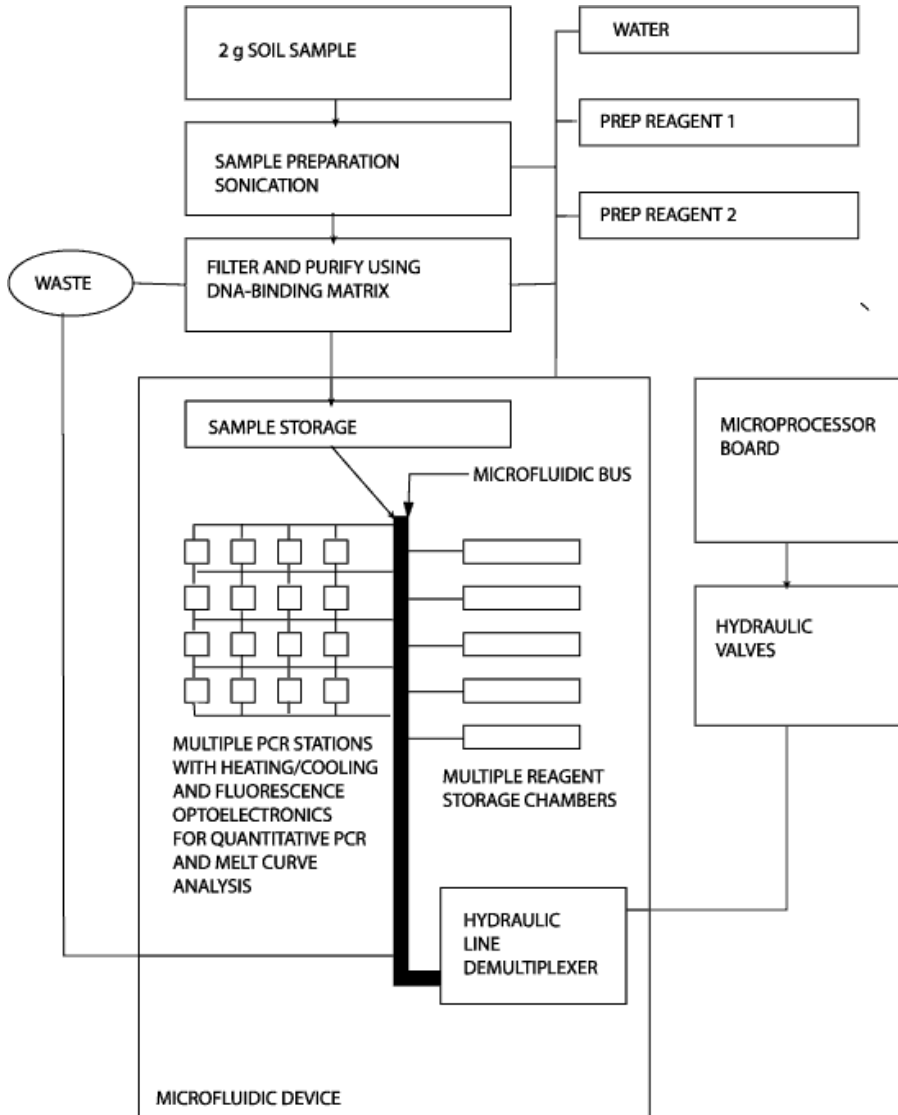 2 g SOIL SAMPLE
WATER
PREP REAGENT 1
SAMPLE PREPARATION
SONICATION
PREP REAGENT 2
FILTER AND PURIFY USING
DNA-BINDING MATRIX
WASTE
SAMPLE STORAGE
MICROPROCESSOR
BOARD
MICROFLUIDIC BUS
HYDRAULIC
VALVES
MULTIPLE PCR STATIONS
WITH HEATING/COOLING
AND FLUORESCENCE
OPTOELECTRONICS
FOR QUANTITATIVE PCR
AND MELT CURVE
ANALYSIS
MULTIPLE REAGENT
STORAGE CHAMBERS
HYDRAULIC
LINE
DEMULTIPLEXER
MICROFLUIDIC DEVICE